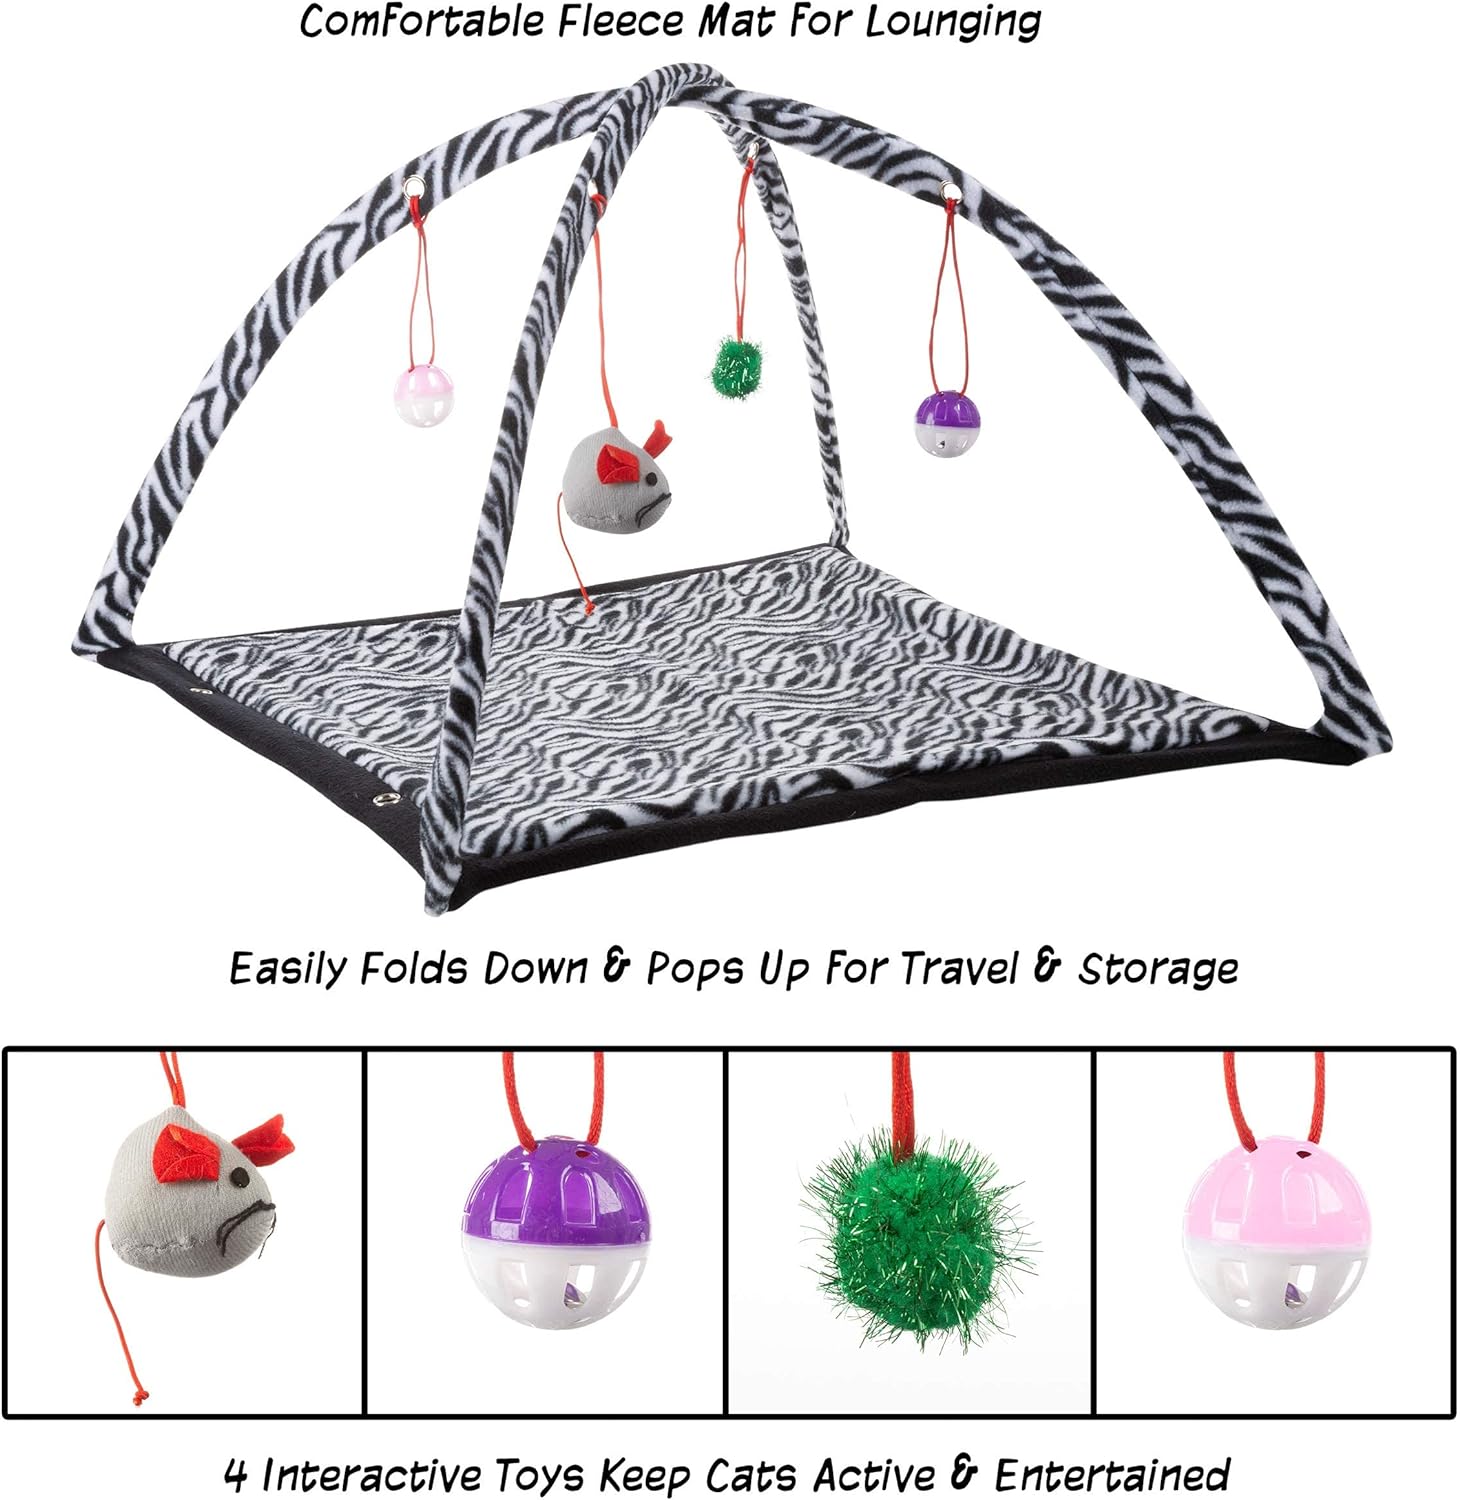 Comfortable Fleece Mat For Lounging
Easily Folds Down & Pops Up For Travel & Storage
4 Interactive Toys Keep Cats Active & Entertained